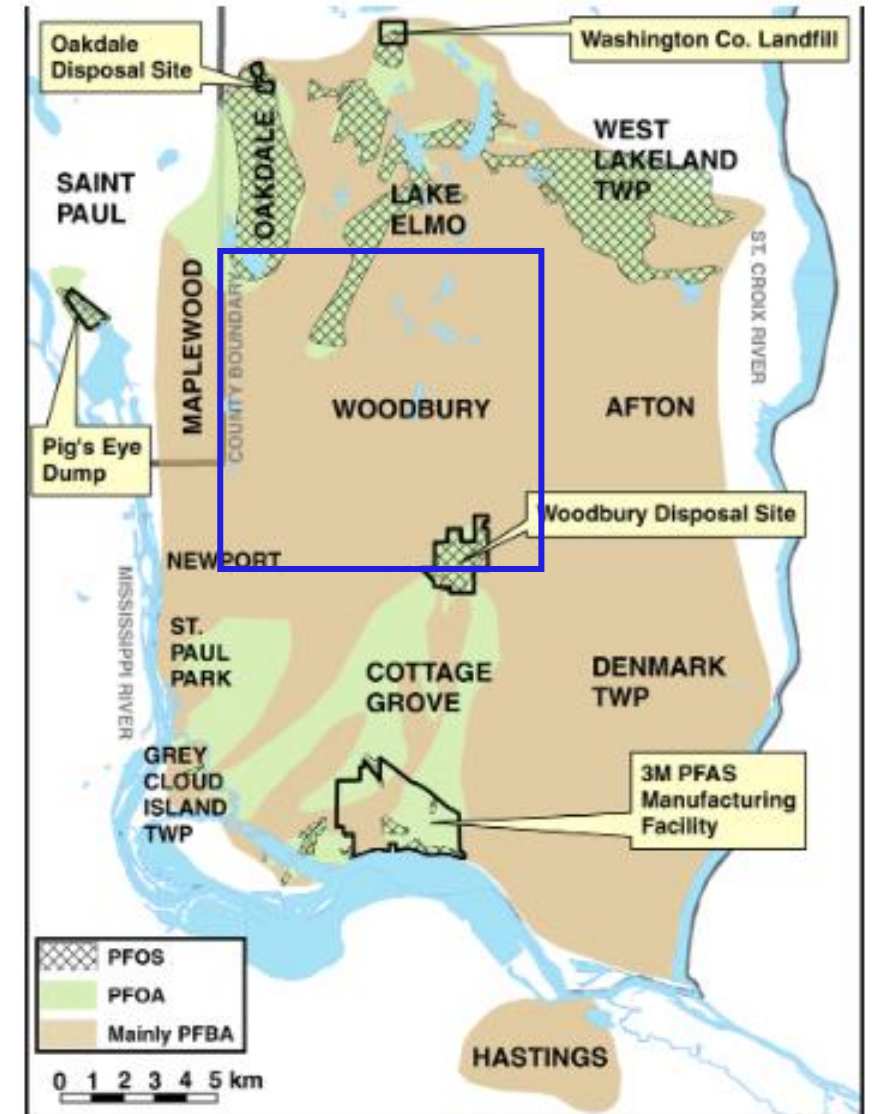 Oakdale
Disposal Site
Washington Co. Landfill
WEST
LAKELAND
TWP
OAKDALE
SAINT
PAUL
LAKE
ELMO
ST. CROIX RIVER
MAPLEWOOD
COUNTY BOUNDARY
WOODBURY
AFTON
Pig's Eye
Dump
Woodbury Disposal Site
NEWPORT
MISSISSIPPI RIVER
ST.
PAUL
PARK
COTTAGE
GROVE
DENMARK
TWP
GREY
CLOUD
ISLAND
TWP
3M PFAS
Manufacturing
Facility
PFOS
PFOA
Mainly PFBA
HASTINGS
0 1 2 3 4 5 km